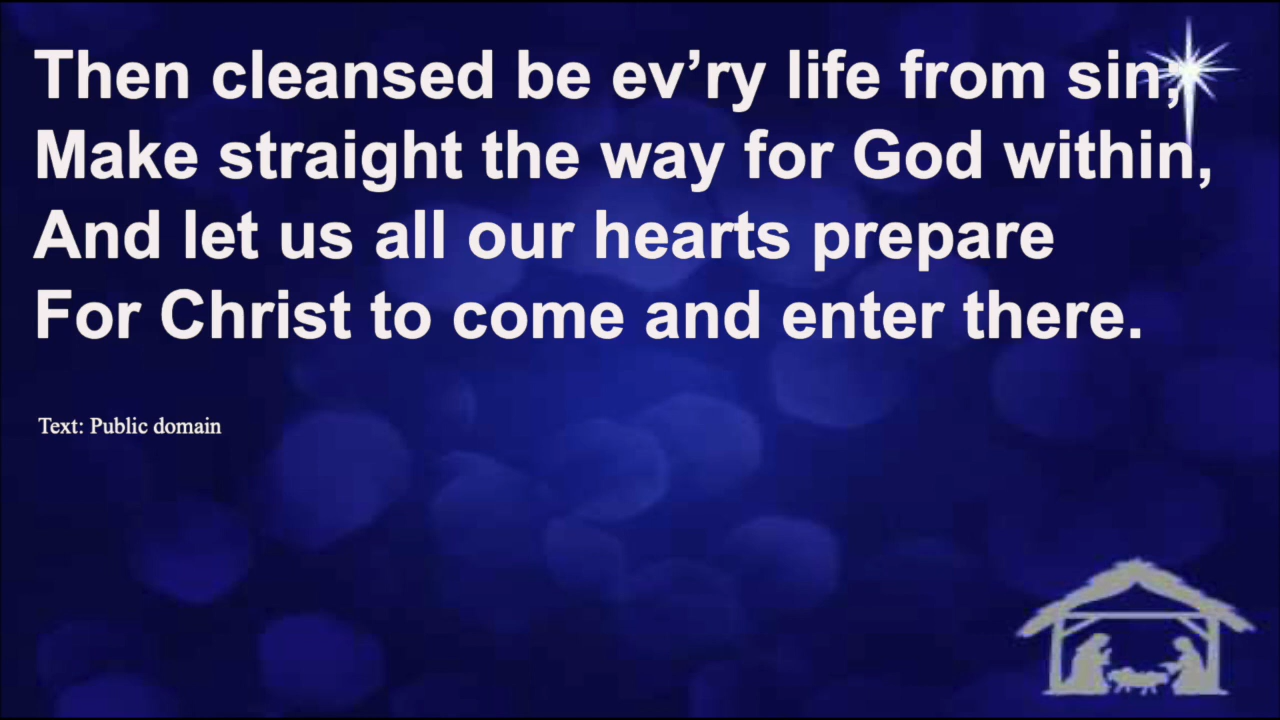 Then cleansed be ev’ry life from sin;
Make straight the way for God within,
And let us all our hearts prepare
For Christ to come and enter there.
Text: Public domain